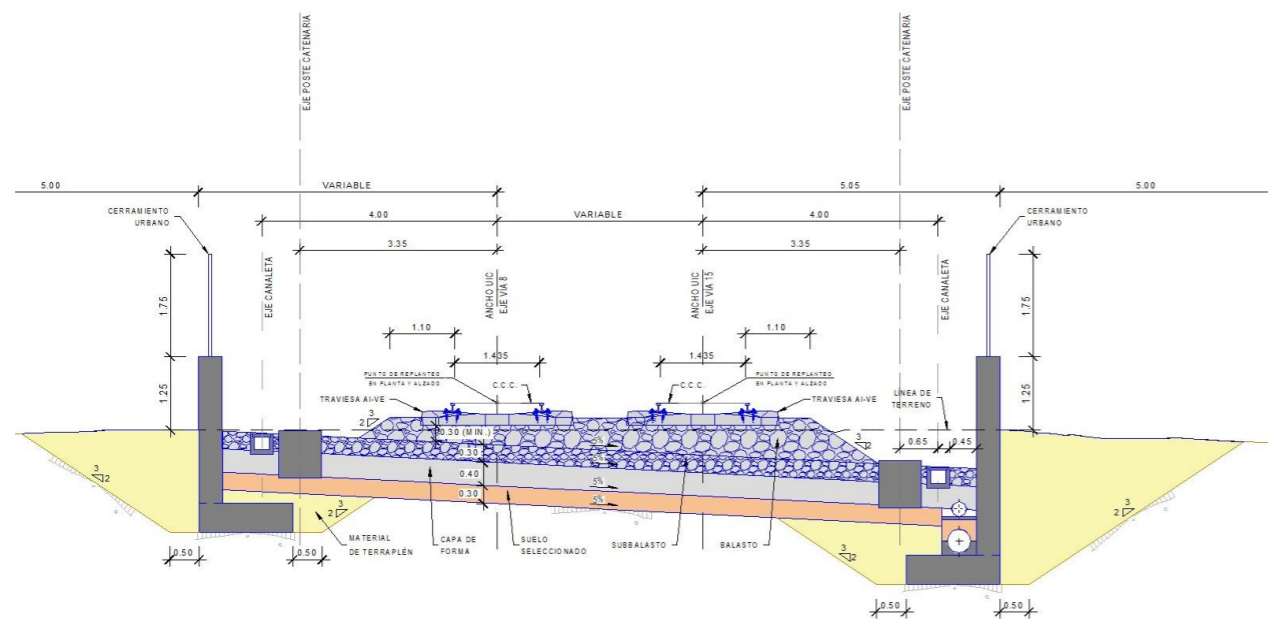 EJE POSTE CATENARIA
EJE POSTE CATENARIA
5.00
VARIABLE
5.05
5.00
CERRAMIENTO
URBANO
4.00
VARIABLE
4.00
CERRAMIENTO
URBANO
3.35
3.35
EJE CANALETA
ANCHO UIC
EJE VÍA 8
ANCHO UIC
EJE VÍA 15
EJE CANALETA
1.75
1.75
1.10
1.10
1.435
1.435
PUNTO DE REPLANTEO
EN PLANTA Y ALZADO
C.C.C.
C.C.C.
PUNTO DE REPLANTEO
EN PLANTA Y ALZADO
1.25
1.25
TRAVIESA AI-VE
TRAVIESA AI-VE
LÍNEA DE
TERRENO
3
2
0.30 (MIN.)
5%
3
2
0.65
0.45
0.30
5%
3
2
0.40
5%
3
2
0.30
5%
3
2
MATERIAL
DE TERRAPLÉN
CAPA DE
FORMA
SUELO
SELECCIONADO
SUBBALASTO
BALASTO
3
2
0.50
0.50
0.50
0.50